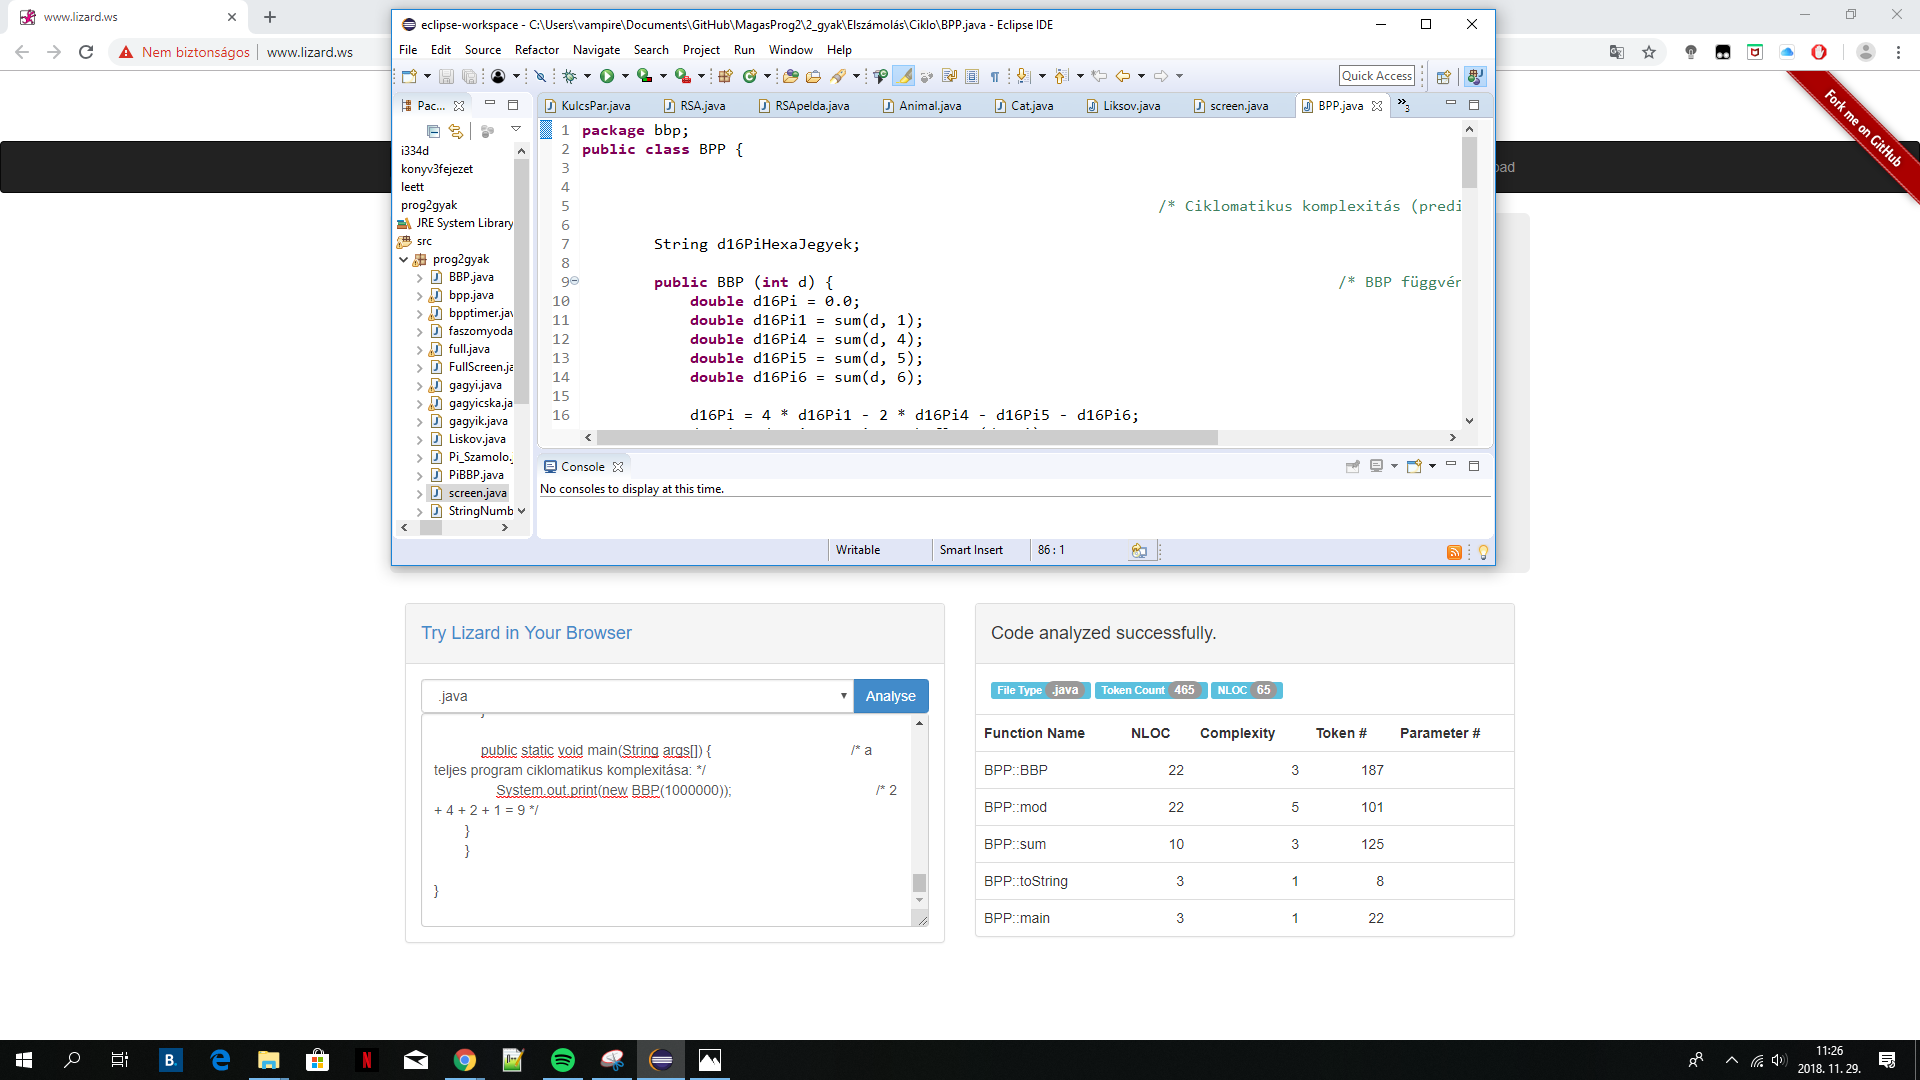 www.lizard.ws
Nem biztonságos
www.lizard.ws
eclipse-workspace - C:\Users\vampire\Documents\GitHub\MagasProg2\2_gyak\Elszámolás\Ciklo\BPP.java - Eclipse IDE
File Edit Source Refactor Navigate Search Project Run Window Help
Quick Access
Pac...
KulcsPar.java RSA.java RSApelda.java Animal.java Cat.java Liksov.java screen.java BPP.java »3
i334d
konyv3fejezet
leett
prog2gyak
JRE System Library
src
prog2gyak
BBP.java
bpp.java
bpptimer.jav
faszomyoda
full.java
FullScreen.ja
gagyi.java
gagyicska.ja
gagyik.java
Liskov.java
Pi_Szamolo.
PiBBP.java
screen.java
StringNumb
1 package bbp;
2 public class BPP {
3
4
5 /* Ciklomatikus komplexitás (predi
6
7 String d16PiHexaJegyek;
8
9 public BBP (int d) { /* BBP függvén
10 double d16Pi = 0.0;
11 double d16Pi1 = sum(d, 1);
12 double d16Pi4 = sum(d, 4);
13 double d16Pi5 = sum(d, 5);
14 double d16Pi6 = sum(d, 6);
15
16 d16Pi = 4 * d16Pi1 - 2 * d16Pi4 - d16Pi5 - d16Pi6;
Console
No consoles to display at this time.
Writable Smart Insert 86 : 1
oad
Fork me on GitHub
Try Lizard in Your Browser
.java
Analyse
}
public static void main(String args[]) { /* a
teljes program ciklomatikus komplexitása: */
System.out.print(new BBP(1000000)); /* 2
+ 4 + 2 + 1 = 9 */
}
}
}
Code analyzed successfully.
File Type .java Token Count 465 NLOC 65
Function Name NLOC Complexity Token # Parameter #
BPP::BBP 22 3 187
BPP::mod 22 5 101
BPP::sum 10 3 125
BPP::toString 3 1 8
BPP::main 3 1 22
B.
N
11:26
2018. 11. 29.